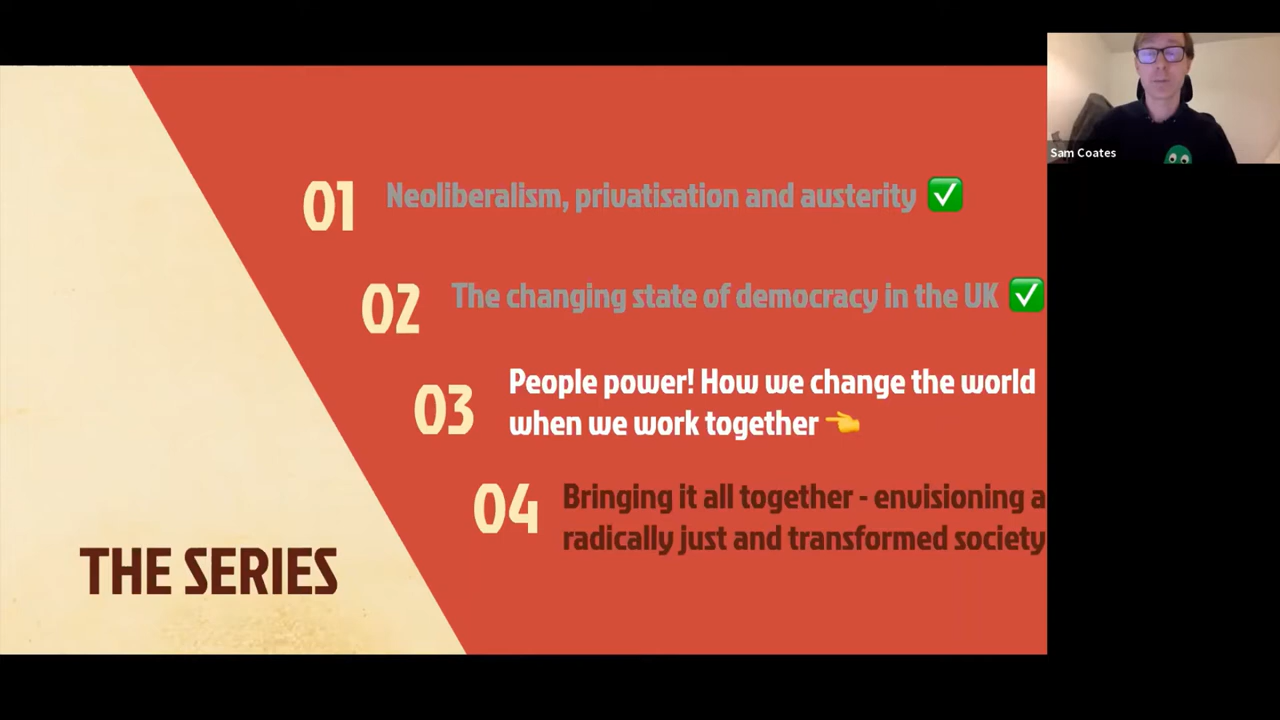 Sam Coates
01 Neoliberalism, privatisation and austerity ✅
02 The changing state of democracy in the UK ✅
03 People power! How we change the world
when we work together 👈
04 Bringing it all together - envisioning a
radically just and transformed society
THE SERIES